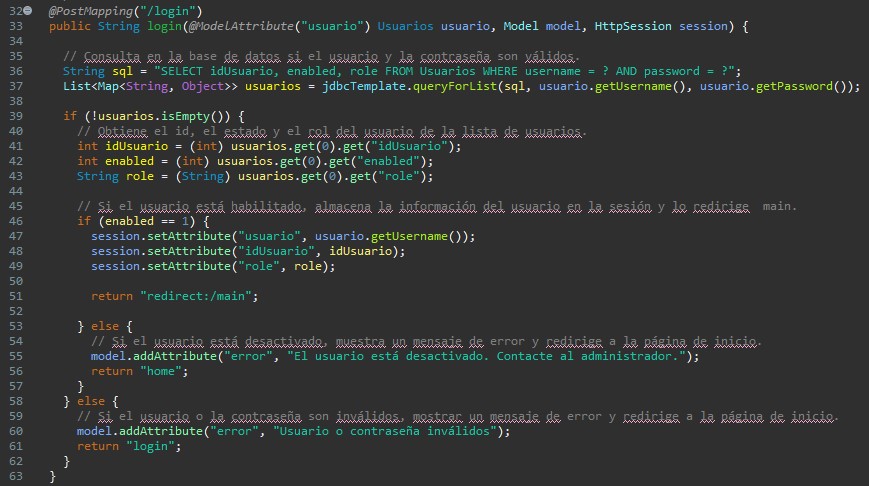 32 @PostMapping("/login")
33 public String login(@ModelAttribute("usuario") Usuarios usuario, Model model, HttpSession session) {
34
35 // Consulta en la base de datos si el usuario y la contraseña son válidos.
36 String sql = "SELECT idUsuario, enabled, role FROM Usuarios WHERE username = ? AND password = ?";
37 List<Map<String, Object>> usuarios = jdbcTemplate.queryForList(sql, usuario.getUsername(), usuario.getPassword());
38
39 if (!usuarios.isEmpty()) {
40 // Obtiene el id, el estado y el rol del usuario de la lista de usuarios.
41 int idUsuario = (int) usuarios.get(0).get("idUsuario");
42 int enabled = (int) usuarios.get(0).get("enabled");
43 String role = (String) usuarios.get(0).get("role");
44
45 // Si el usuario está habilitado, almacena la información del usuario en la sesión y lo redirige  main.
46 if (enabled == 1) {
47 session.setAttribute("usuario", usuario.getUsername());
48 session.setAttribute("idUsuario", idUsuario);
49 session.setAttribute("role", role);
50
51 return "redirect:/main";
52
53 } else {
54 // Si el usuario está desactivado, muestra un mensaje de error y redirige a la página de inicio.
55 model.addAttribute("error", "El usuario está desactivado. Contacte al administrador.");
56 return "home";
57 }
58 } else {
59 // Si el usuario o la contraseña son inválidos, mostrar un mensaje de error y redirige a la página de inicio.
60 model.addAttribute("error", "Usuario o contraseña inválidos");
61 return "login";
62 }
63 }